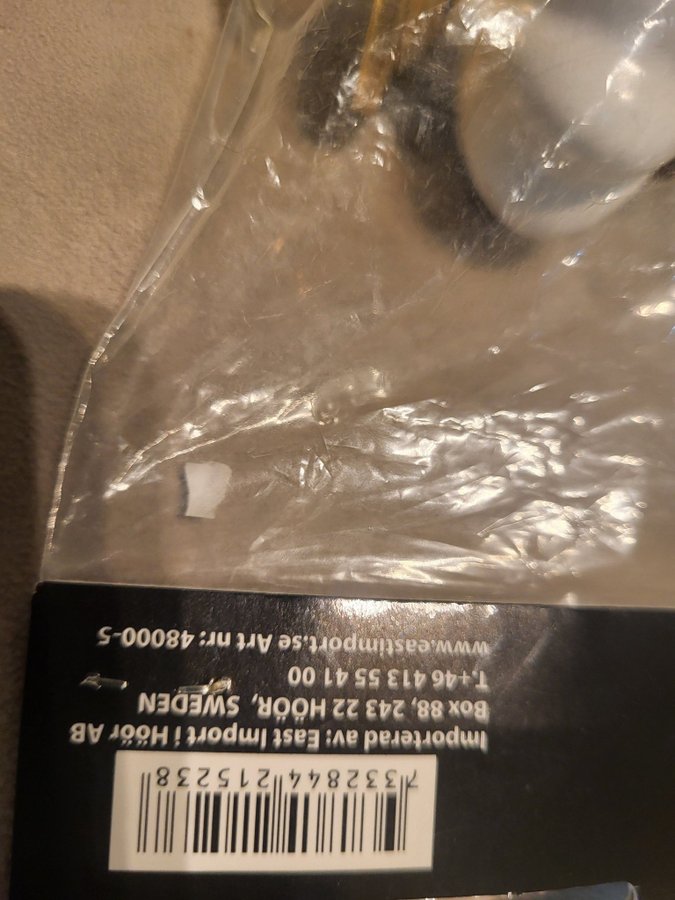 7 332844 215238
Importerad av: East Import i Höör AB
Box 88, 243 22 HÖÖR, SWEDEN
T.+46 413 55 41 00
www.eastimport.se Art nr: 48000-5